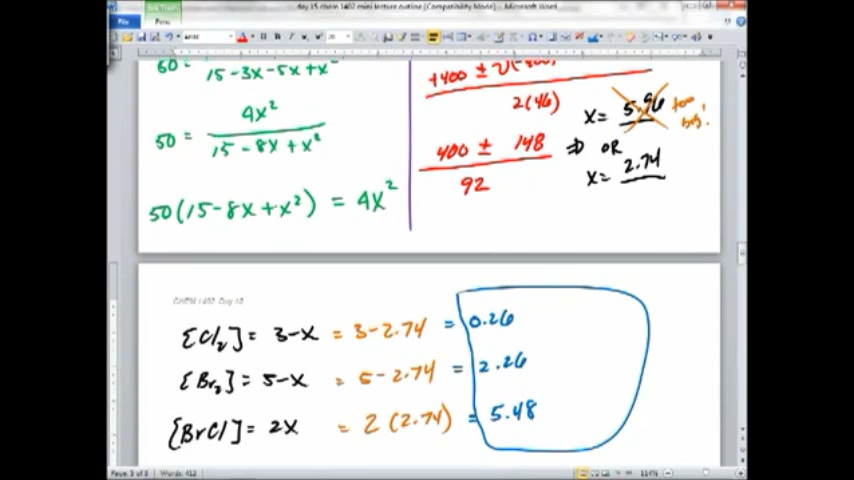 day 15 chem 1402 mini lecture outline [Compatibility Mode] - Microsoft Word
File
15-3x-5x+x²
50 = 4x² / 15-8x+x²
50(15-8x+x²) = 4x²
2(46)
400 ± 148 / 92 ⇒ OR
x = 5.96 too big!
x = 2.74
CHEM 1402 Day 15
[Cl₂] = 3-x = 3-2.74 = 0.26
[Br₂] = 5-x = 5-2.74 = 2.26
[BrCl] = 2x = 2(2.74) = 5.48
Words: 412
114%